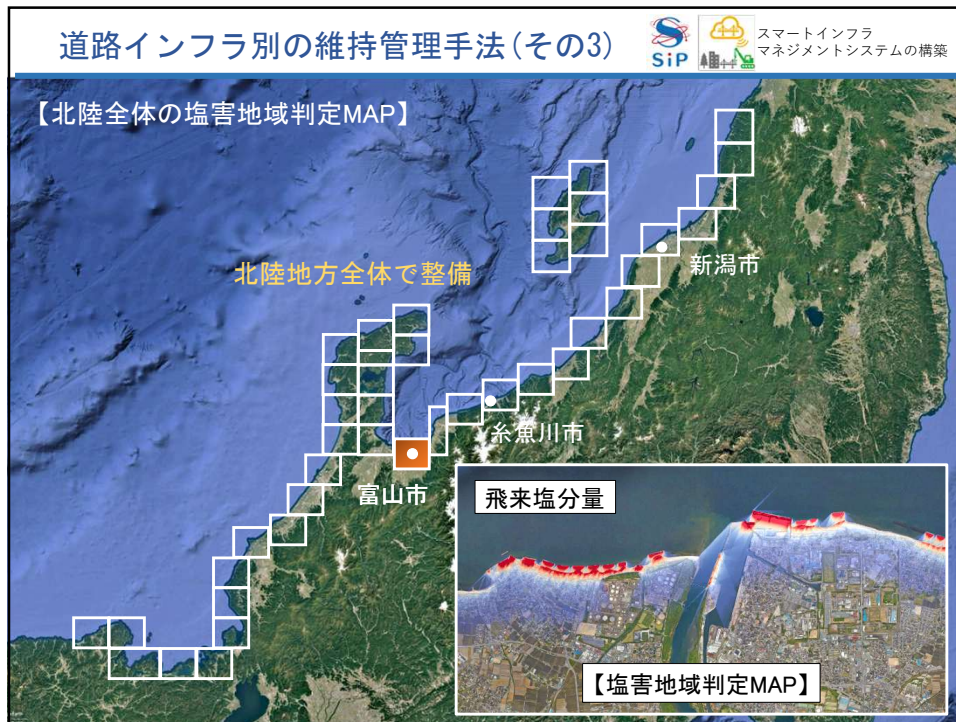 道路インフラ別の維持管理手法(その3)
SiP
スマートインフラ
マネジメントシステムの構築
【北陸全体の塩害地域判定MAP】
北陸地方全体で整備
新潟市
糸魚川市
富山市
飛来塩分量
【塩害地域判定MAP】